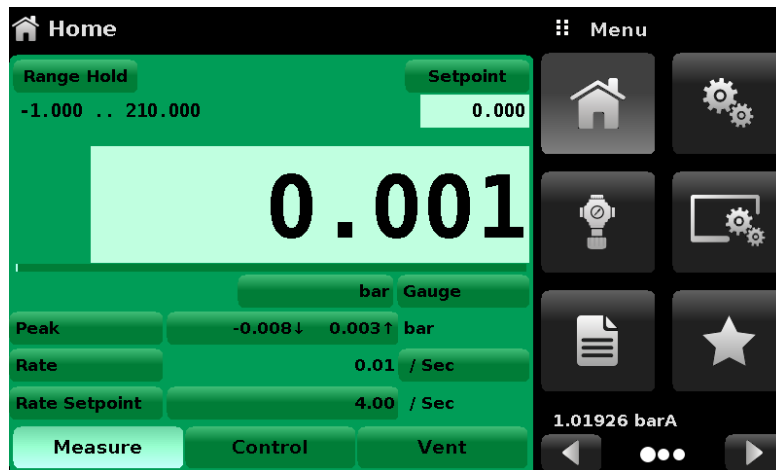 Home
Menu
Range Hold
Setpoint
-1.000 .. 210.000
0.000
0.001
bar Gauge
Peak -0.008↓ 0.003↑ bar
Rate 0.01 / Sec
Rate Setpoint 4.00 / Sec
Measure Control Vent
1.01926 barA